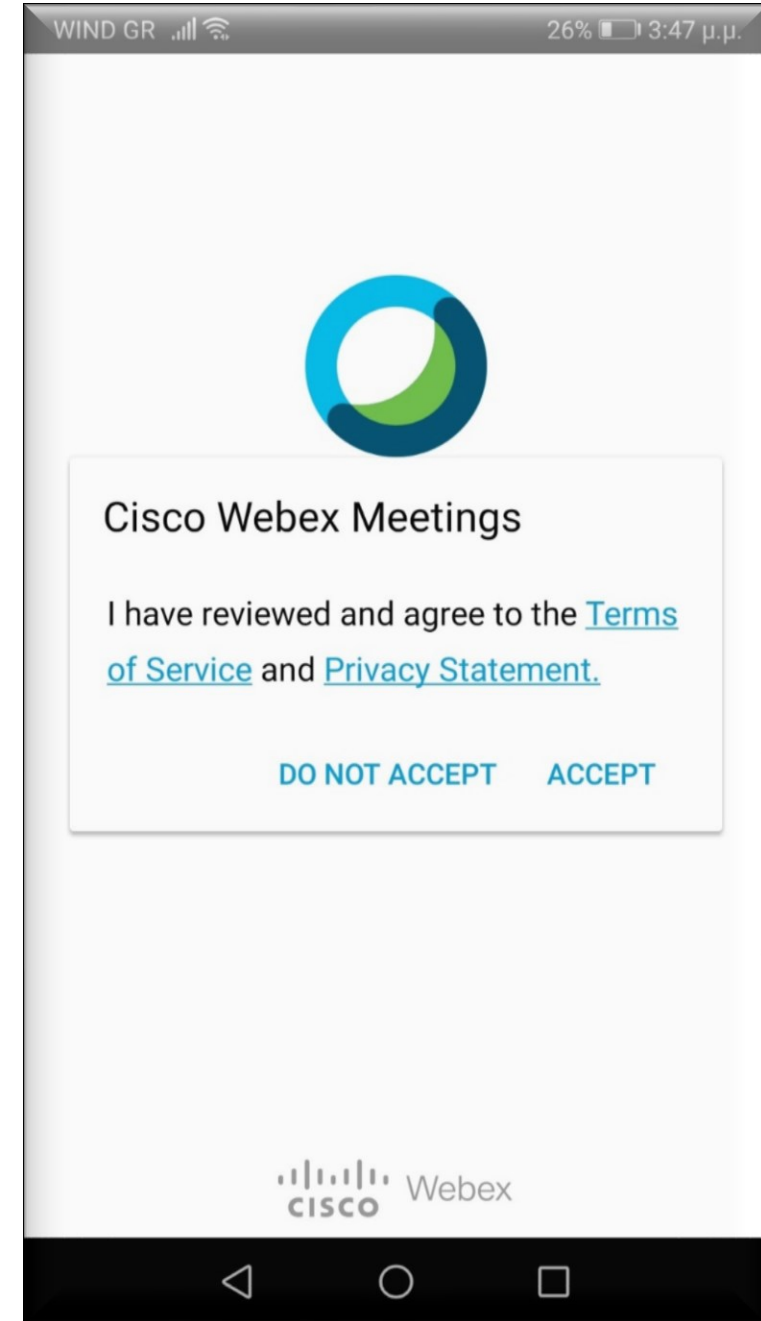 WIND GR 26% 3:47 μ.μ.
Cisco Webex Meetings
I have reviewed and agree to the Terms
of Service and Privacy Statement.
DO NOT ACCEPT ACCEPT
CISCO Webex